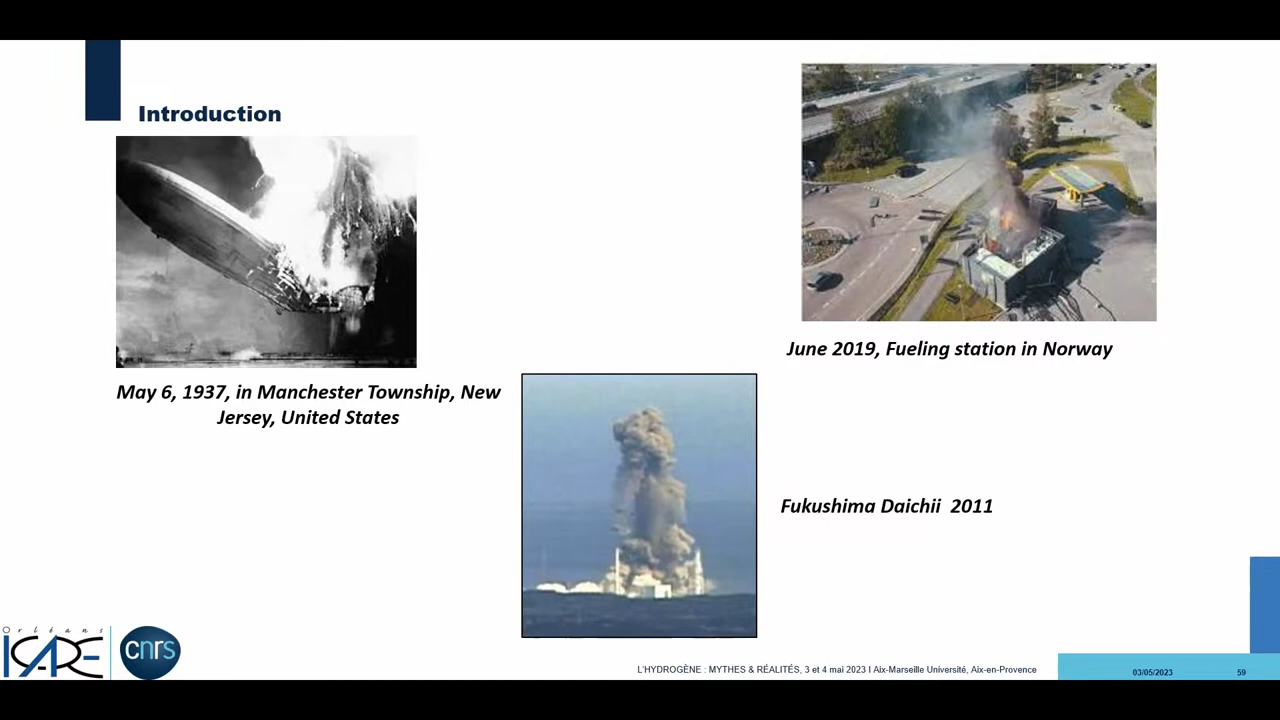 Introduction
May 6, 1937, in Manchester Township, New
Jersey, United States
June 2019, Fueling station in Norway
Fukushima Daichii 2011
Orléans
ICARE
cnrs
L'HYDROGÈNE : MYTHES & RÉALITÉS, 3 et 4 mai 2023 I Aix-Marseille Université, Aix-en-Provence
03/05/2023
59